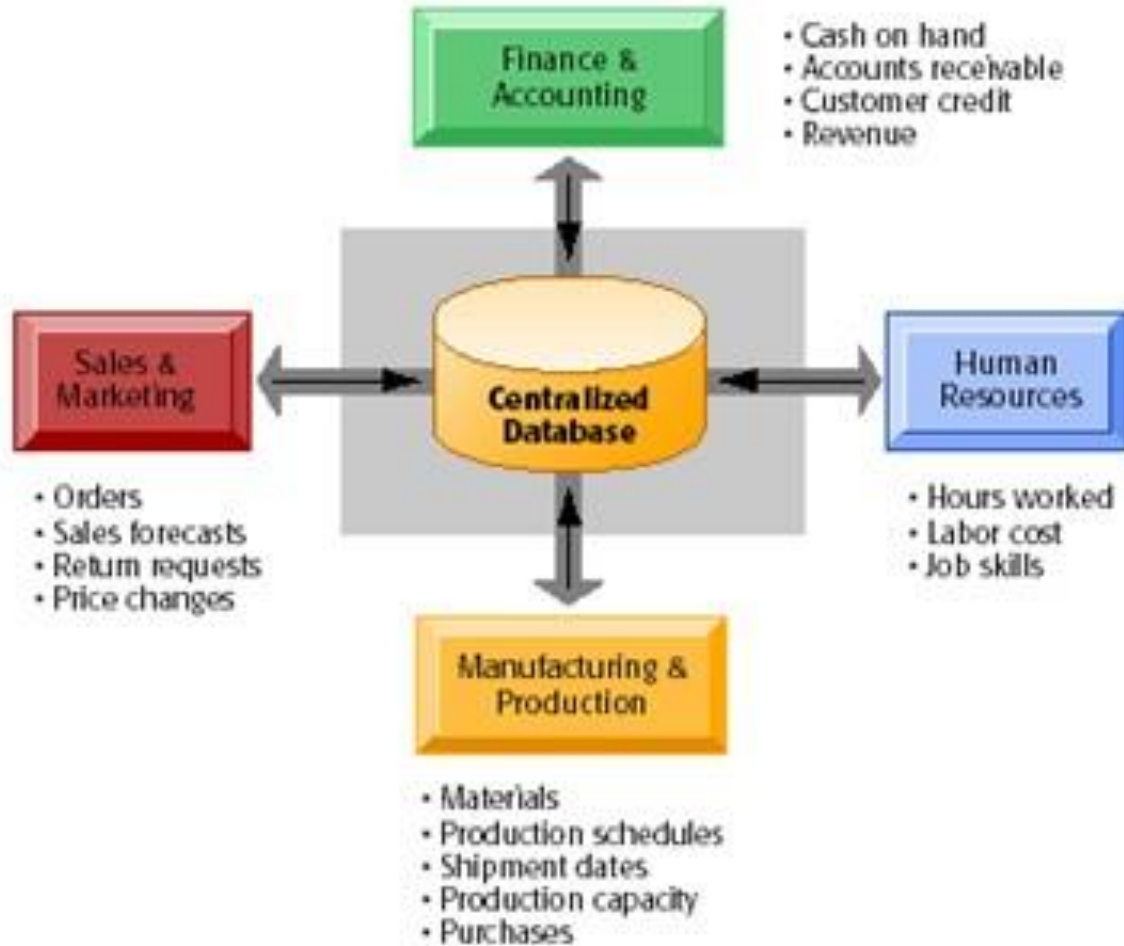 Finance &
Accounting
• Cash on hand
• Accounts receivable
• Customer credit
• Revenue
Sales &
Marketing
• Orders
• Sales forecasts
• Return requests
• Price changes
Centralized
Database
Human
Resources
• Hours worked
• Labor cost
• Job skills
Manufacturing &
Production
• Materials
• Production schedules
• Shipment dates
• Production capacity
• Purchases